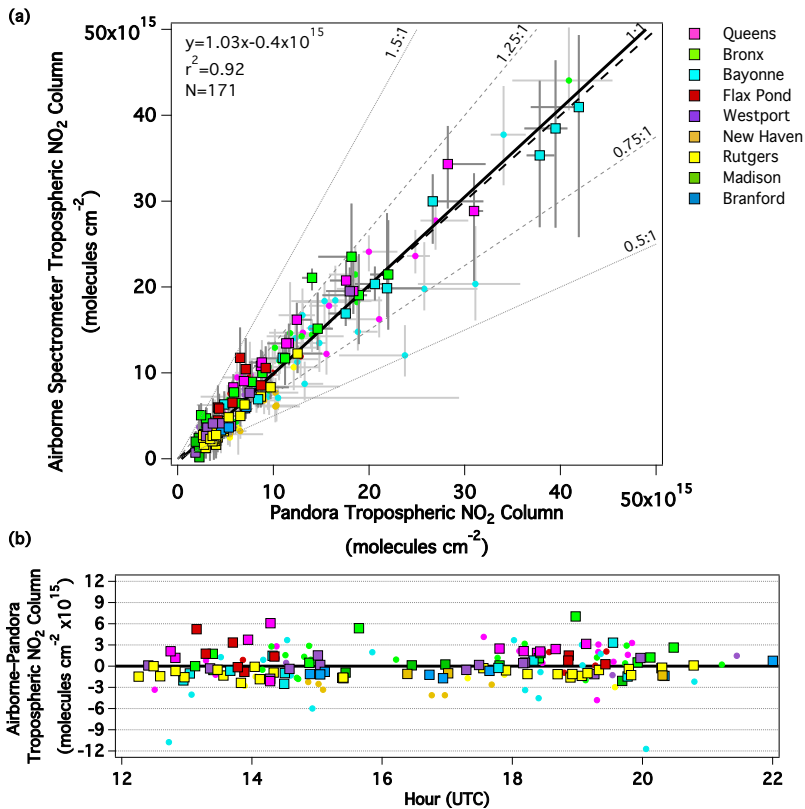 (a)
50x10^15
40
30
20
10
0
Airborne Spectrometer Tropospheric NO2 Column
(molecules cm^-2)
y=1.03x-0.4x10^15
r^2=0.92
N=171
1.5:1
1.25:1
1:1
0.75:1
0.5:1
Queens
Bronx
Bayonne
Flax Pond
Westport
New Haven
Rutgers
Madison
Branford
0 10 20 30 40 50x10^15
Pandora Tropospheric NO2 Column
(molecules cm^-2)
(b)
12
9
6
3
0
-3
-6
-9
-12
Airborne–Pandora
Tropospheric NO2 Column
(molecules cm^-2 x10^15)
12 14 16 18 20 22
Hour (UTC)